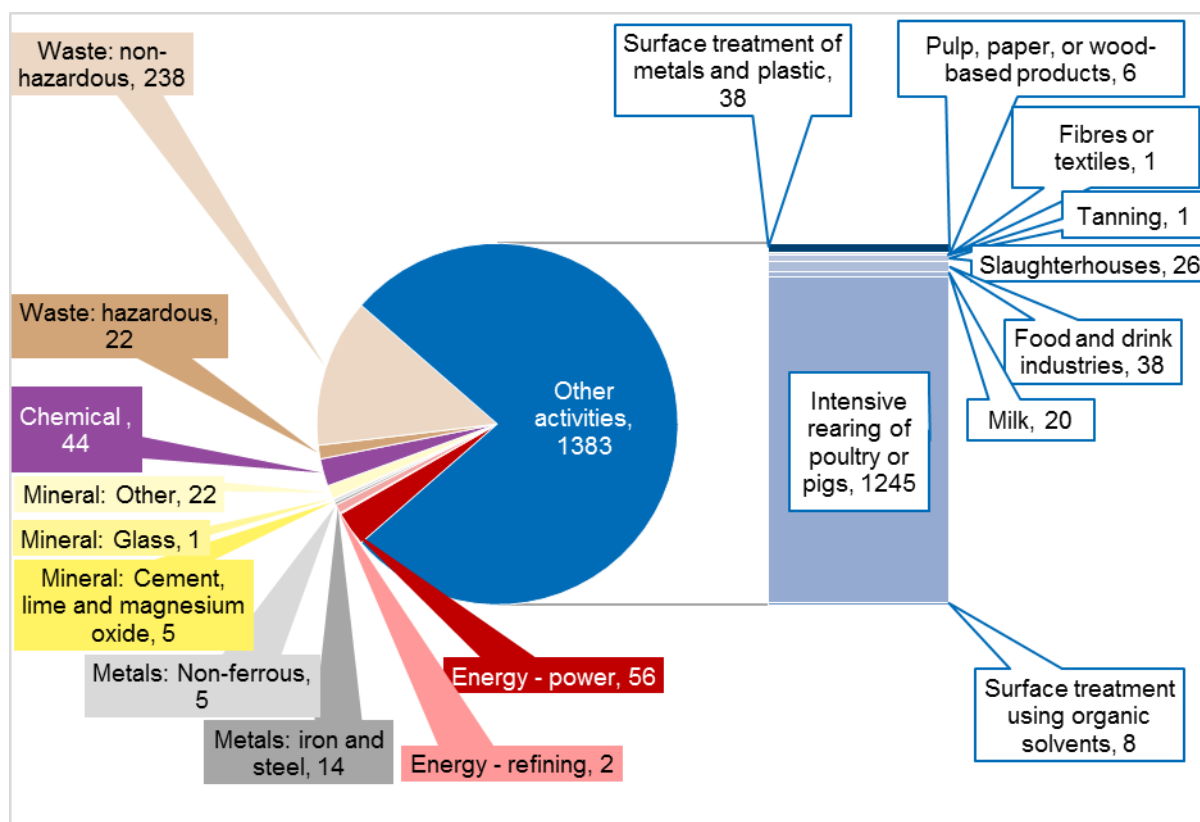 Waste: non-
hazardous, 238
Surface treatment of
metals and plastic,
38
Pulp, paper, or wood-
based products, 6
Fibres or
textiles, 1
Tanning, 1
Slaughterhouses, 26
Waste: hazardous,
22
Food and drink
industries, 38
Chemical ,
44
Other
activities,
1383
Intensive
rearing of
poultry or
pigs, 1245
Milk, 20
Mineral: Other, 22
Mineral: Glass, 1
Mineral: Cement,
lime and magnesium
oxide, 5
Metals: Non-ferrous,
5
Energy - power, 56
Surface treatment
using organic
solvents, 8
Metals: iron and
steel, 14
Energy - refining, 2